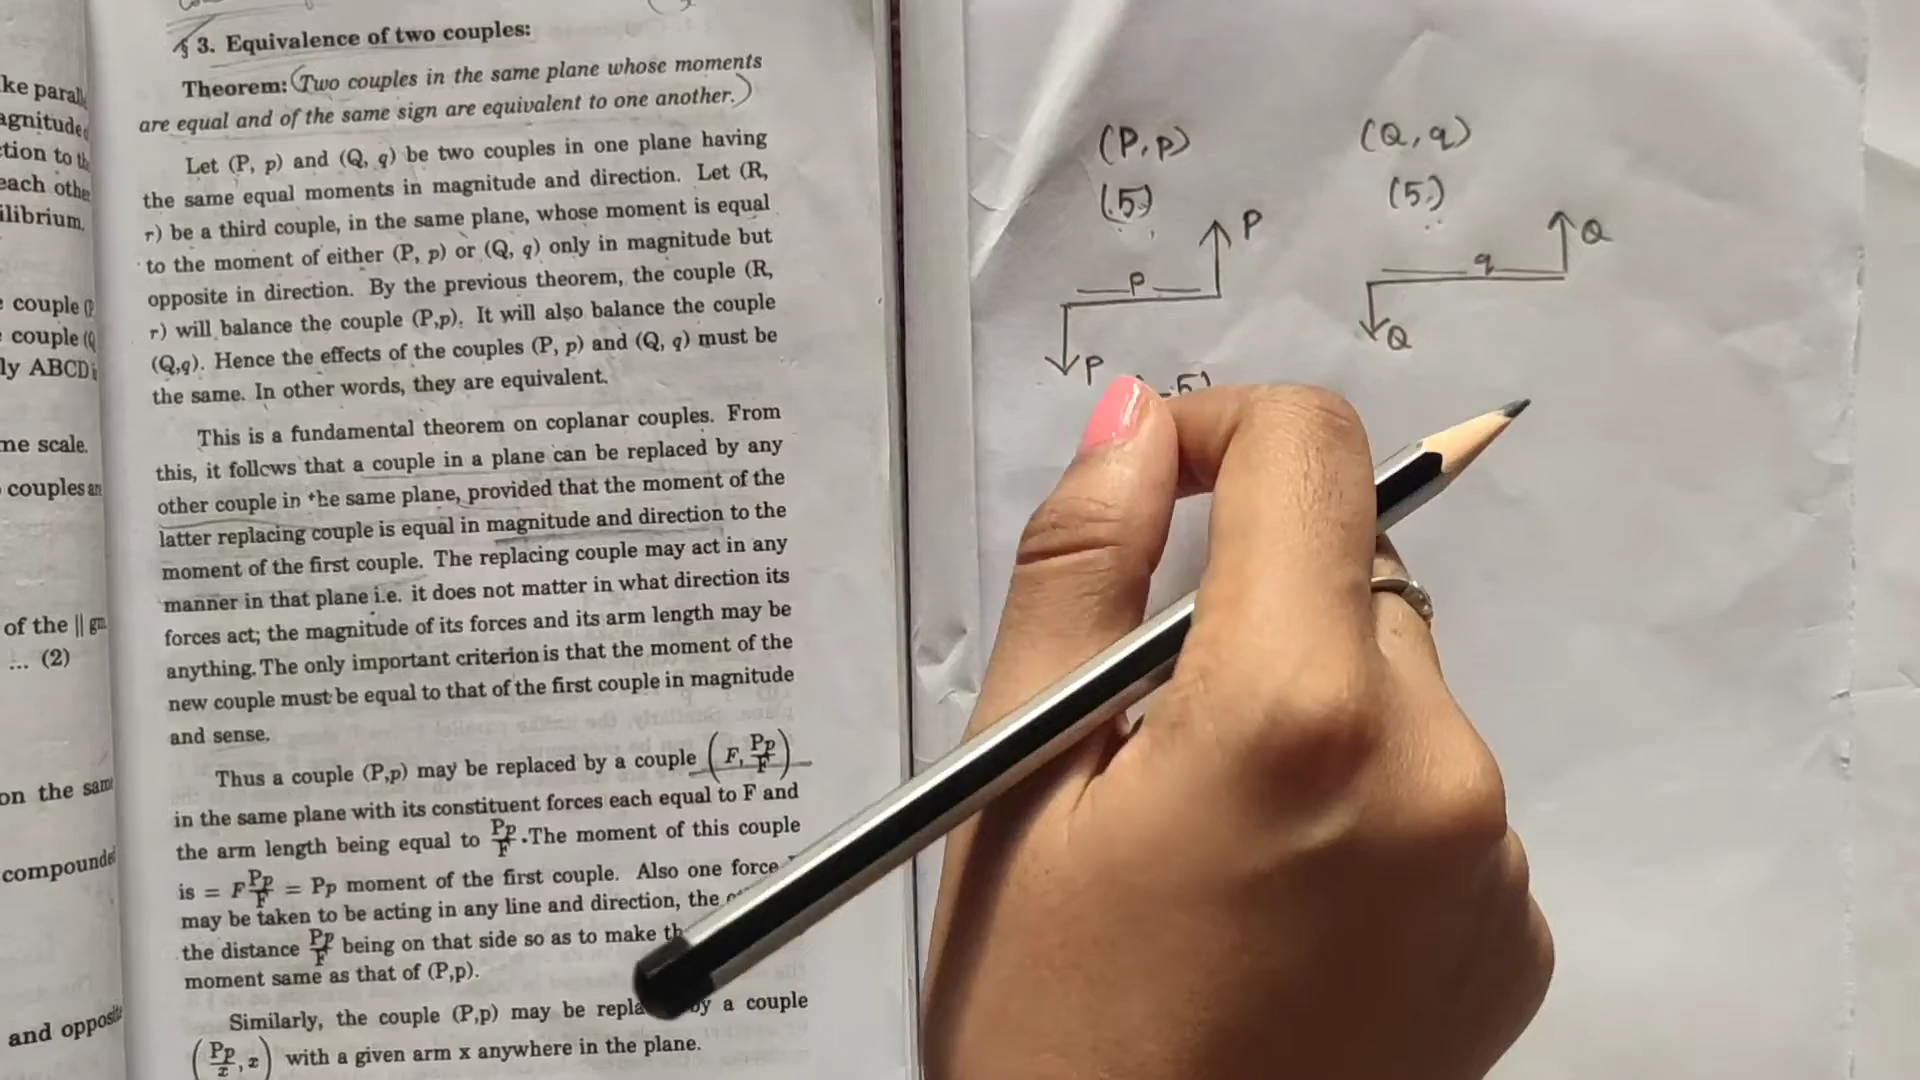 ke paral
agnitude
ction to th
each othe
ilibrium.
couple (P
couple (Q
ly ABCD i
me scale.
couples an
of the || gm.
... (2)
on the same
compounded
and opposite
§ 3. Equivalence of two couples:
Theorem: (Two couples in the same plane whose moments
are equal and of the same sign are equivalent to one another.)
Let (P, p) and (Q, q) be two couples in one plane having
the same equal moments in magnitude and direction. Let (R,
r) be a third couple, in the same plane, whose moment is equal
to the moment of either (P, p) or (Q, q) only in magnitude but
opposite in direction. By the previous theorem, the couple (R,
r) will balance the couple (P,p). It will also balance the couple
(Q,q). Hence the effects of the couples (P, p) and (Q, q) must be
the same. In other words, they are equivalent.
This is a fundamental theorem on coplanar couples. From
this, it follows that a couple in a plane can be replaced by any
other couple in the same plane, provided that the moment of the
latter replacing couple is equal in magnitude and direction to the
moment of the first couple. The replacing couple may act in any
manner in that plane i.e. it does not matter in what direction its
forces act; the magnitude of its forces and its arm length may be
anything. The only important criterion is that the moment of the
new couple must be equal to that of the first couple in magnitude
and sense.
Thus a couple (P,p) may be replaced by a couple (F, Pp/F)
in the same plane with its constituent forces each equal to F and
the arm length being equal to Pp/F. The moment of this couple
is = F Pp/F = Pp moment of the first couple. Also one force
may be taken to be acting in any line and direction, the
the distance Pp/F being on that side so as to make th
moment same as that of (P,p).
Similarly, the couple (P,p) may be repla by a couple
(Pp/x, x) with a given arm x anywhere in the plane.
(P,p) (Q,q)
(5) (5)
P Q
p q
P Q
-5)